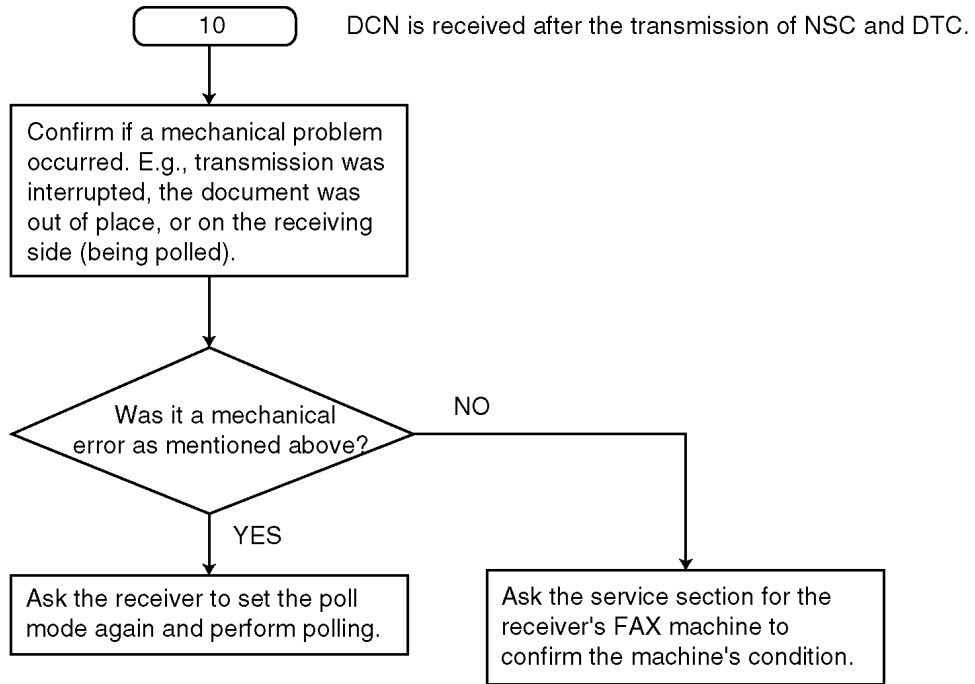 10
DCN is received after the transmission of NSC and DTC.
Confirm if a mechanical problem
occurred. E.g., transmission was
interrupted, the document was
out of place, or on the receiving
side (being polled).
Was it a mechanical
error as mentioned above?
NO
YES
Ask the receiver to set the poll
mode again and perform polling.
Ask the service section for the
receiver's FAX machine to
confirm the machine's condition.